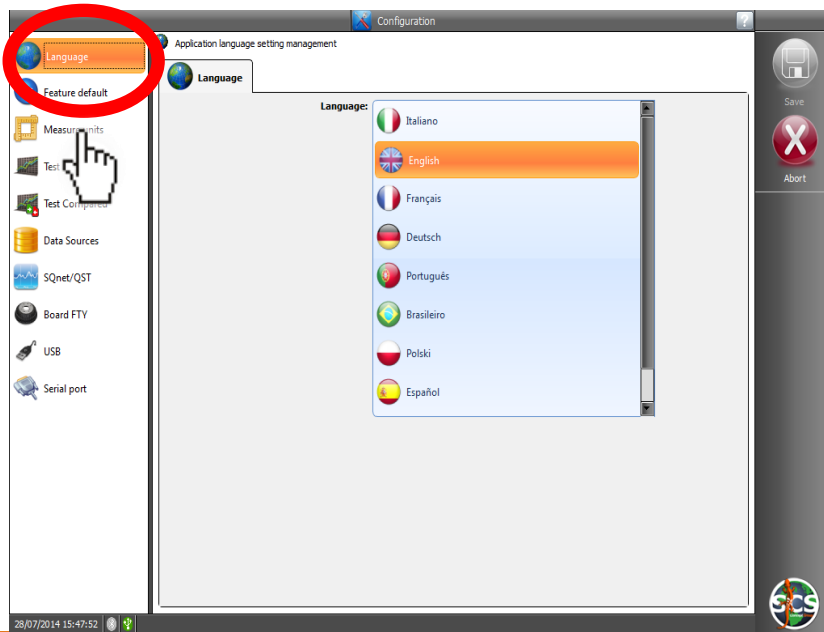 Configuration
?
Language
Feature default
Measure units
Test
Test Compared
Data Sources
SQnet/QST
Board FTY
USB
Serial port
Application language setting management
Language
Language:
Italiano
English
Français
Deutsch
Português
Brasileiro
Polski
Español
Save
Abort
28/07/2014 15:47:52
SCS